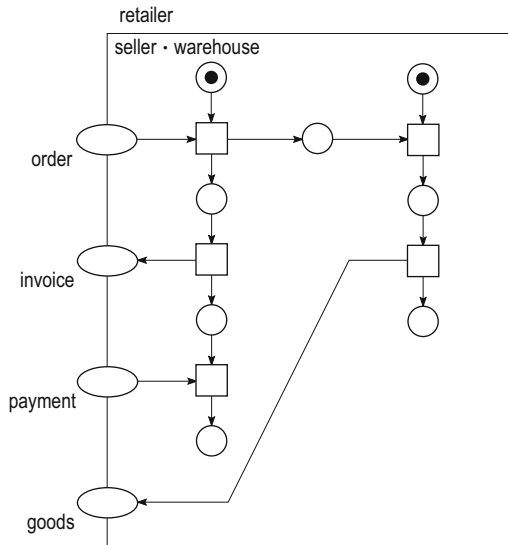 retailer
seller · warehouse
order
invoice
payment
goods